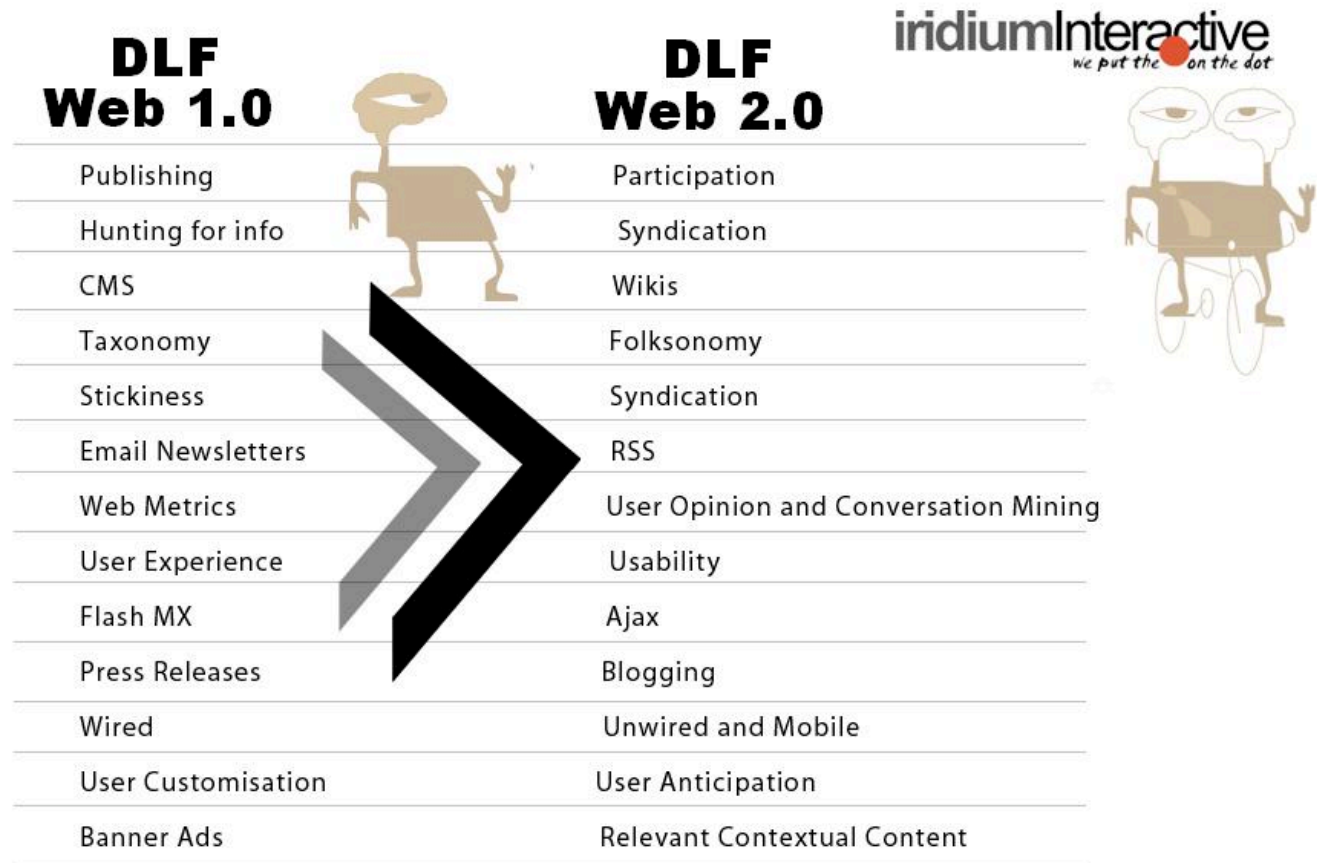 iridiumInteractive
we put the on the dot
DLF Web 1.0
DLF Web 2.0
Publishing
Participation
Hunting for info
Syndication
CMS
Wikis
Taxonomy
Folksonomy
Stickiness
Syndication
Email Newsletters
RSS
Web Metrics
User Opinion and Conversation Mining
User Experience
Usability
Flash MX
Ajax
Press Releases
Blogging
Wired
Unwired and Mobile
User Customisation
User Anticipation
Banner Ads
Relevant Contextual Content